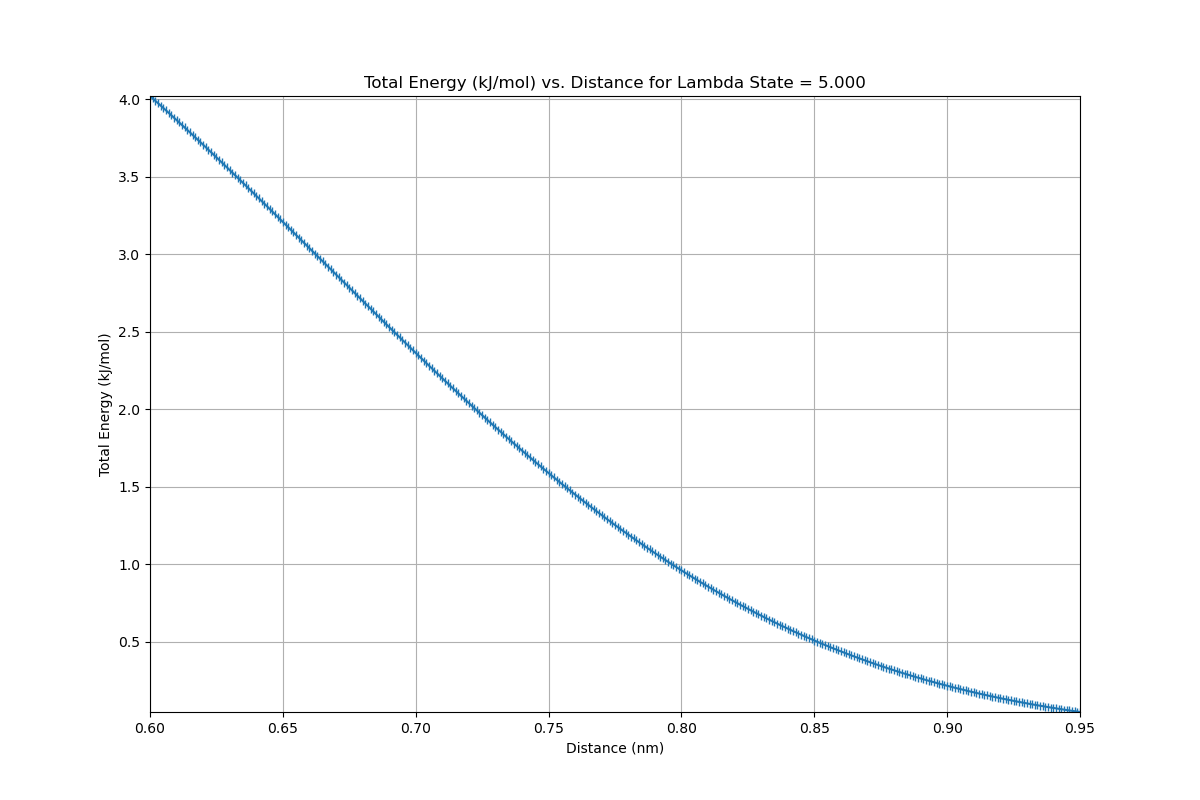 Total Energy (kJ/mol) vs. Distance for Lambda State = 5.000
4.0
3.5
3.0
2.5
2.0
1.5
1.0
0.5
Total Energy (kJ/mol)
0.60 0.65 0.70 0.75 0.80 0.85 0.90 0.95
Distance (nm)